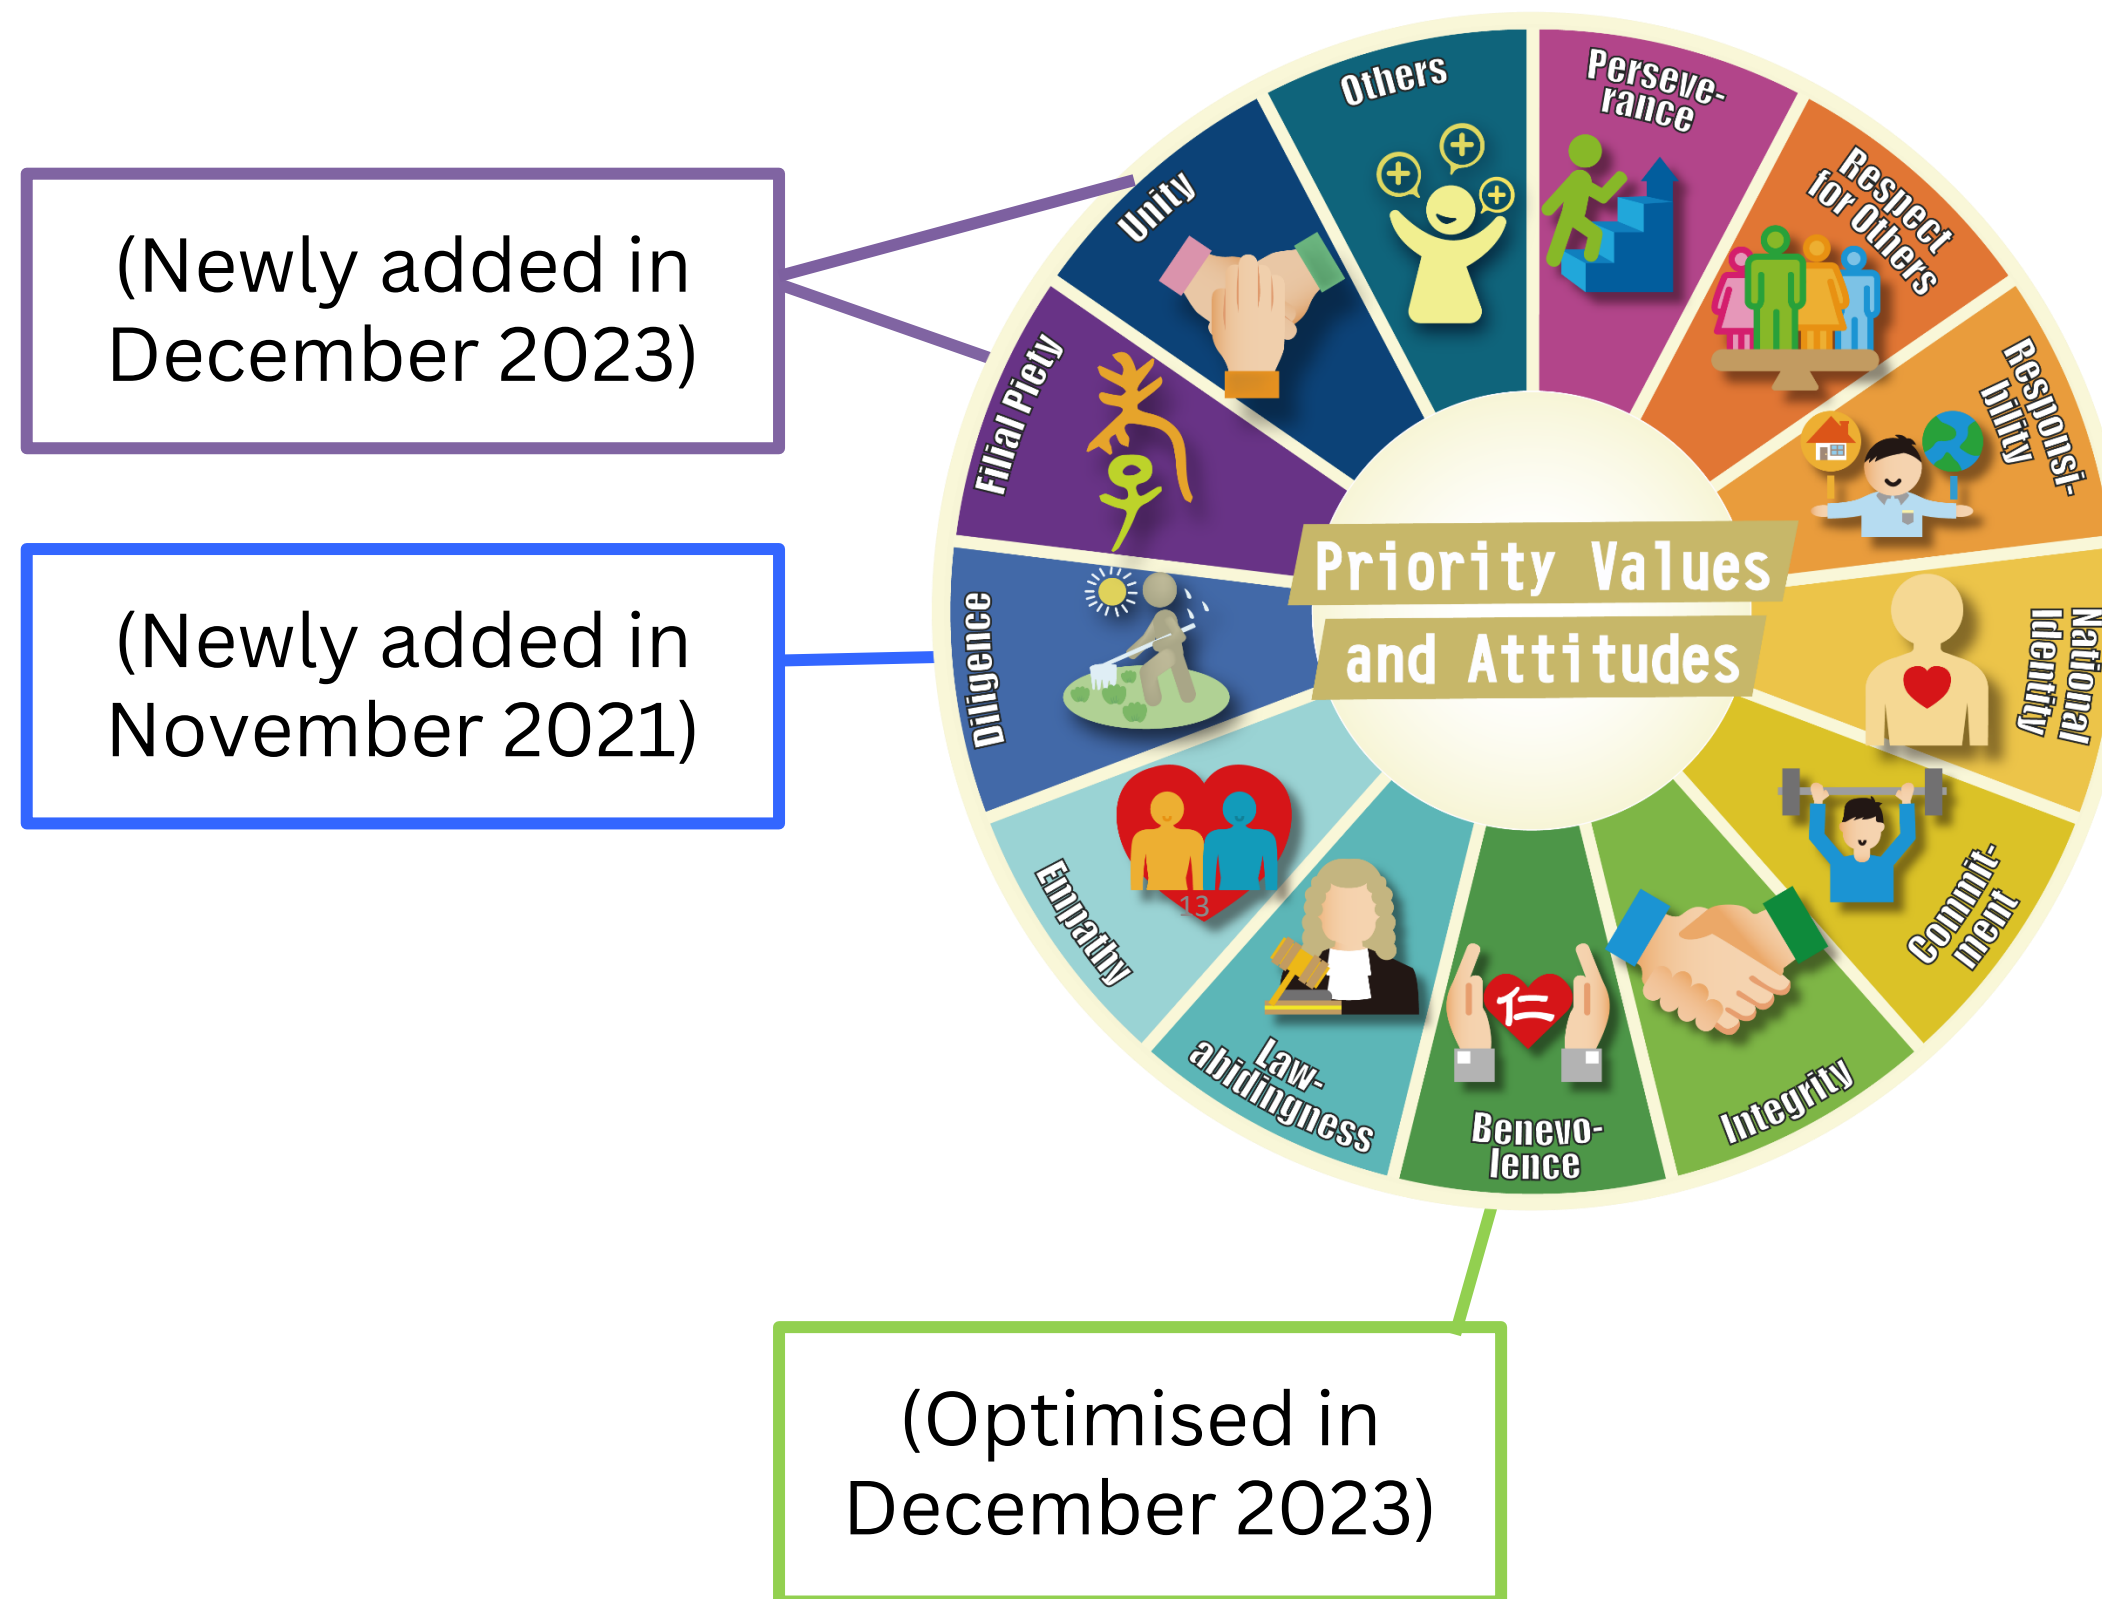 (Newly added in
December 2023)
(Newly added in
November 2021)
(Optimised in
December 2023)
Priority Values
and Attitudes
Others
Perseve-
rance
Respect
for Others
Responsi-
bility
National
Identity
Commit-
ment
Integrity
Benevo-
lence
仁
Law-
abidingness
Empathy
13
Diligence
Filial Piety
Unity